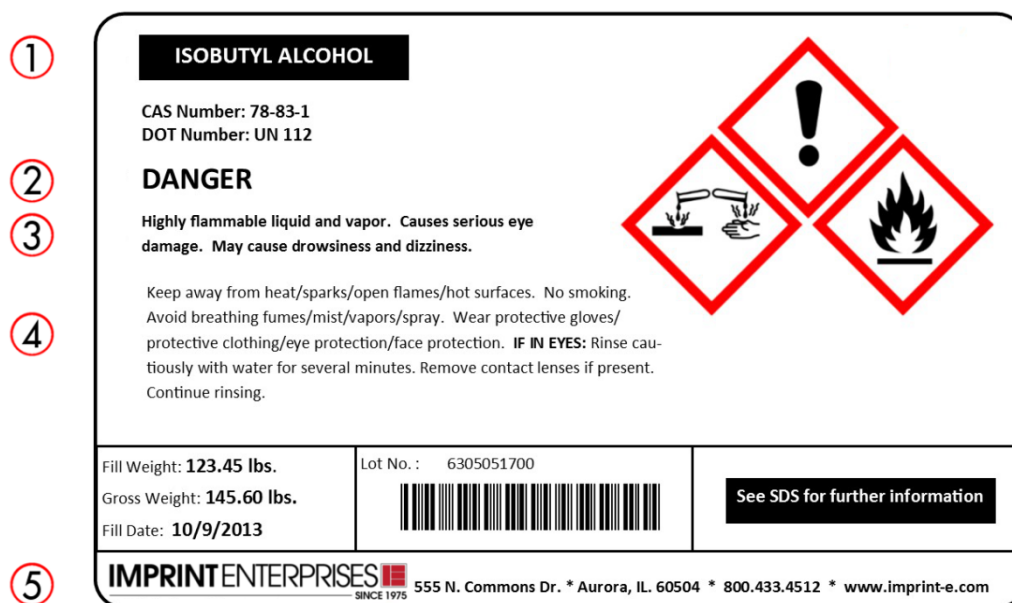 1
ISOBUTYL ALCOHOL
CAS Number: 78-83-1
DOT Number: UN 112
2
DANGER
3
Highly flammable liquid and vapor. Causes serious eye
damage. May cause drowsiness and dizziness.
4
Keep away from heat/sparks/open flames/hot surfaces. No smoking.
Avoid breathing fumes/mist/vapors/spray. Wear protective gloves/
protective clothing/eye protection/face protection. IF IN EYES: Rinse cau-
tiously with water for several minutes. Remove contact lenses if present.
Continue rinsing.
Fill Weight: 123.45 lbs.
Gross Weight: 145.60 lbs.
Fill Date: 10/9/2013
Lot No. : 6305051700
See SDS for further information
5
IMPRINT ENTERPRISES
SINCE 1975
555 N. Commons Dr. * Aurora, IL. 60504 * 800.433.4512 * www.imprint-e.com